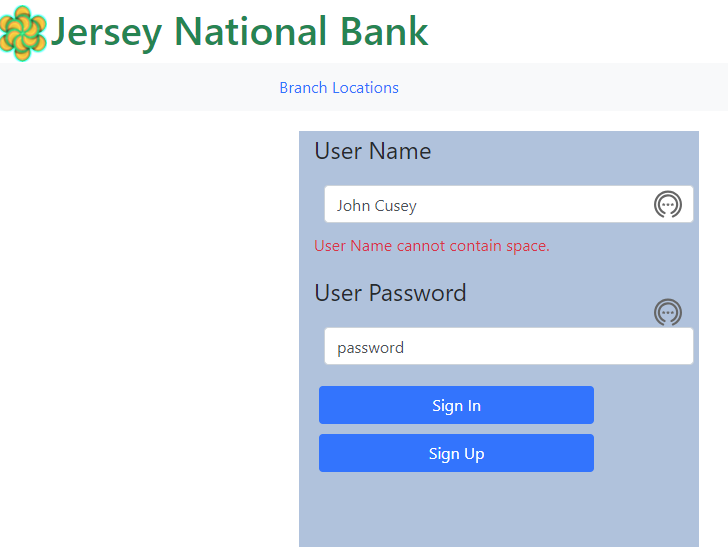 Jersey National Bank
Branch Locations
User Name
John Cusey
User Name cannot contain space.
User Password
password
Sign In
Sign Up